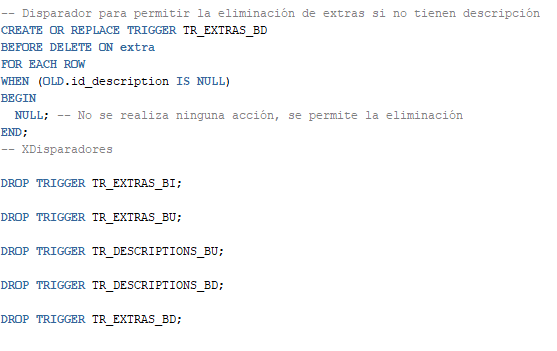 -- Disparador para permitir la eliminación de extras si no tienen descripción
CREATE OR REPLACE TRIGGER TR_EXTRAS_BD
BEFORE DELETE ON extra
FOR EACH ROW
WHEN (OLD.id_description IS NULL)
BEGIN
  NULL; -- No se realiza ninguna acción, se permite la eliminación
END;
-- XDisparadores
DROP TRIGGER TR_EXTRAS_BI;
DROP TRIGGER TR_EXTRAS_BU;
DROP TRIGGER TR_DESCRIPTIONS_BU;
DROP TRIGGER TR_DESCRIPTIONS_BD;
DROP TRIGGER TR_EXTRAS_BD;